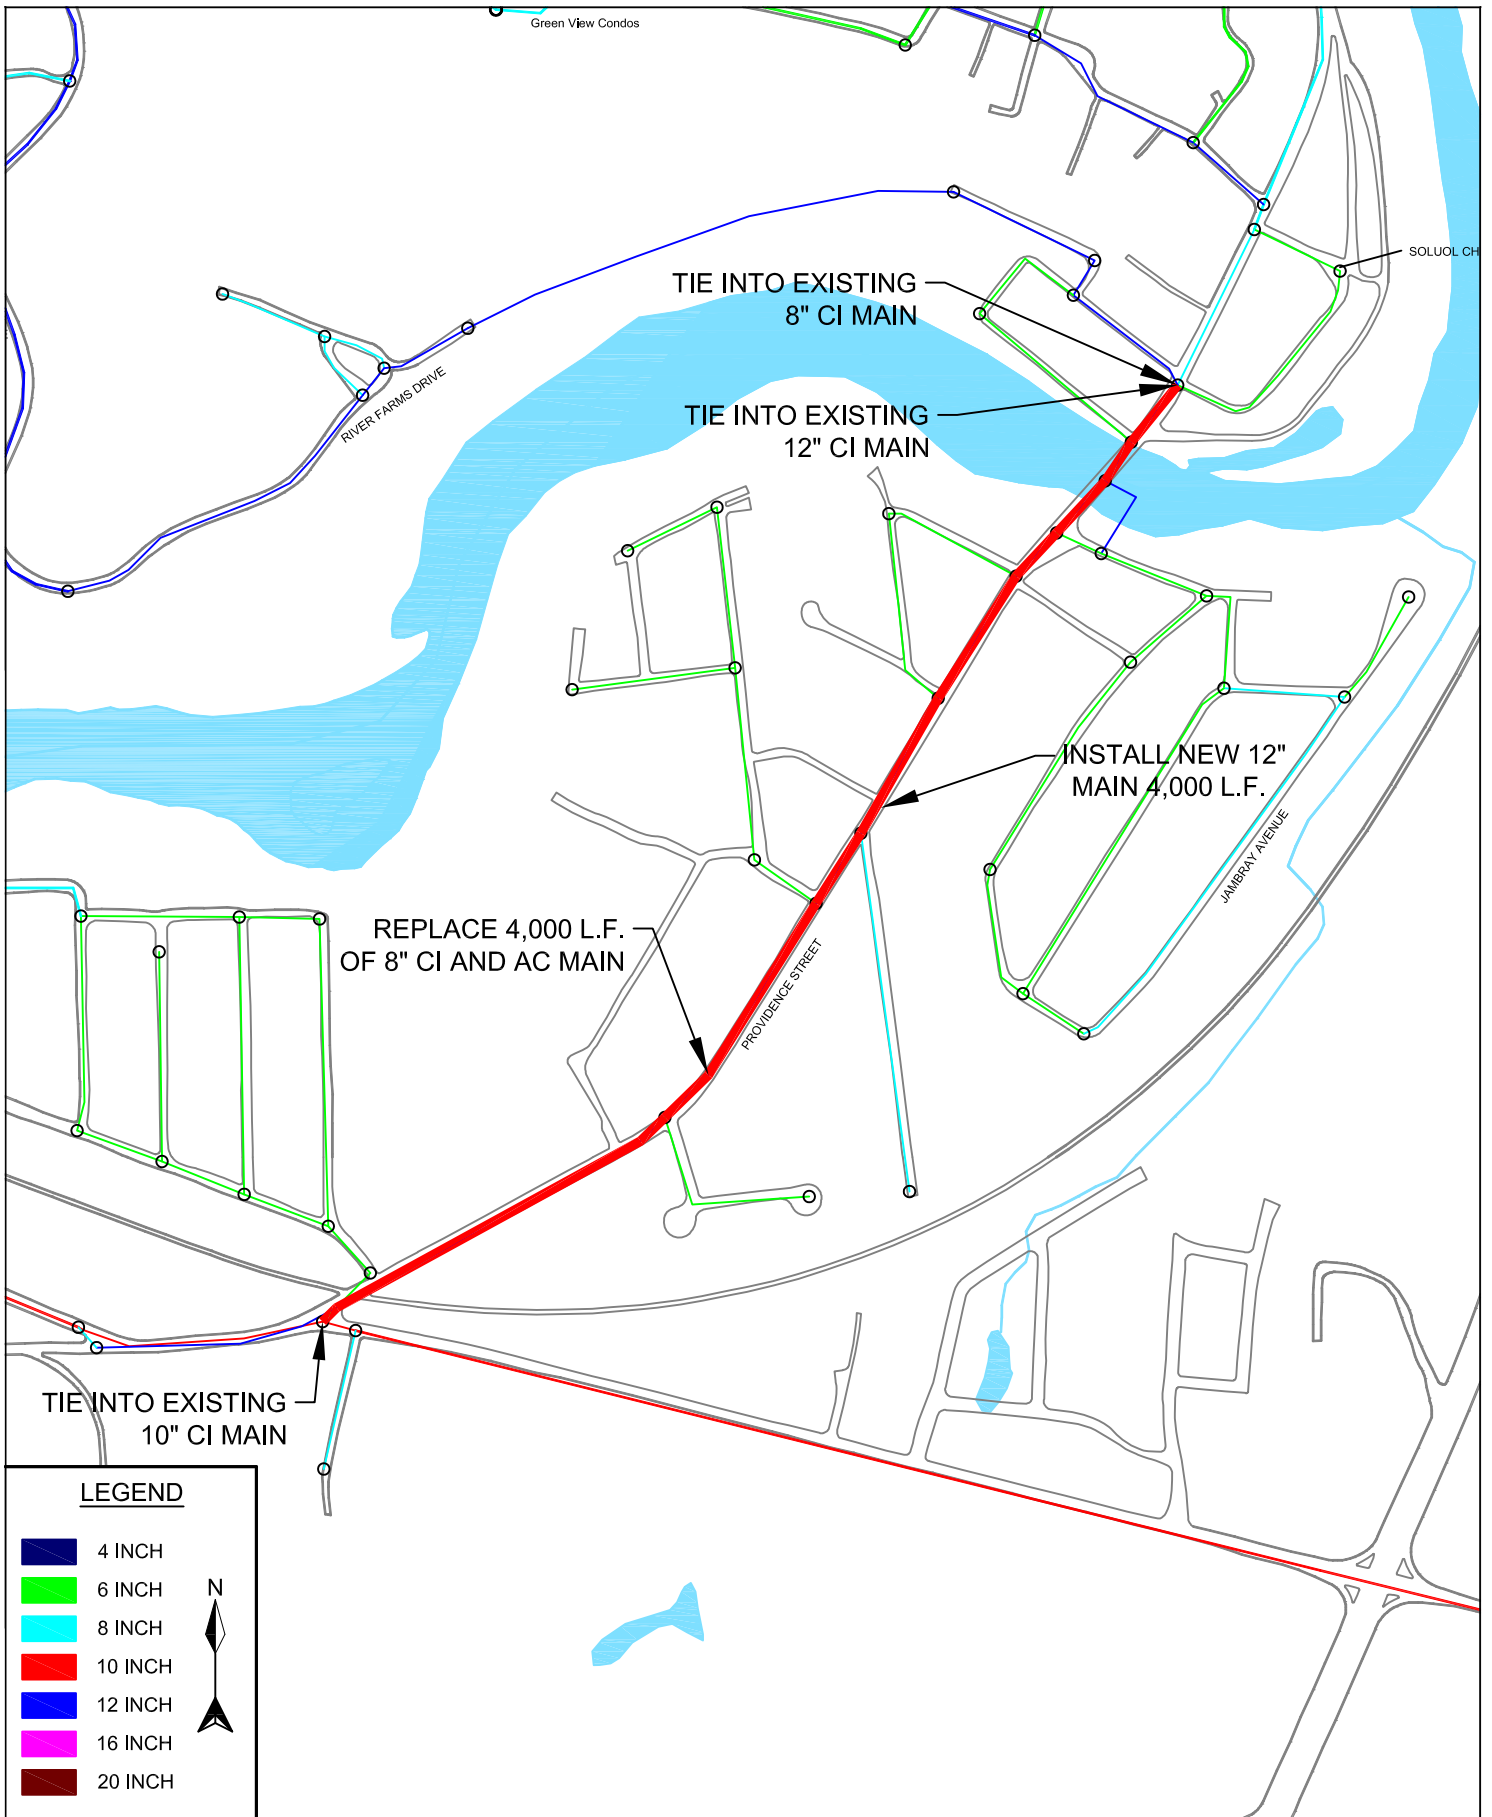 Green View Condos
SOLUOL CH
TIE INTO EXISTING
8" CI MAIN
RIVER FARMS DRIVE
TIE INTO EXISTING
12" CI MAIN
INSTALL NEW 12"
MAIN 4,000 L.F.
JAMBRAY AVENUE
REPLACE 4,000 L.F.
OF 8" CI AND AC MAIN
PROVIDENCE STREET
TIE INTO EXISTING
10" CI MAIN
LEGEND
4 INCH
6 INCH
8 INCH
10 INCH
12 INCH
16 INCH
20 INCH
N